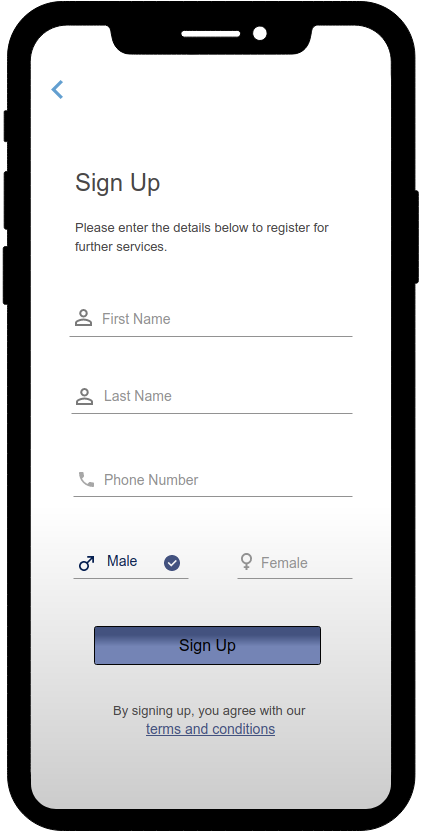 Sign Up
Please enter the details below to register for
further services.
First Name
Last Name
Phone Number
Male
Female
Sign Up
By signing up, you agree with our
terms and conditions